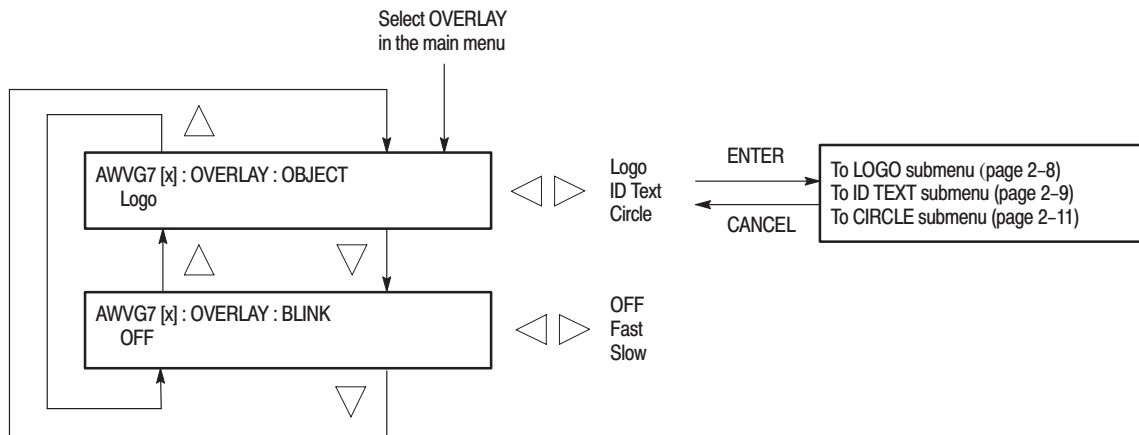 Select OVERLAY
in the main menu
AWVG7 [x] : OVERLAY : OBJECT
Logo
Logo
ID Text
Circle
ENTER
CANCEL
To LOGO submenu (page 2–8)
To ID TEXT submenu (page 2–9)
To CIRCLE submenu (page 2–11)
AWVG7 [x] : OVERLAY : BLINK
OFF
OFF
Fast
Slow